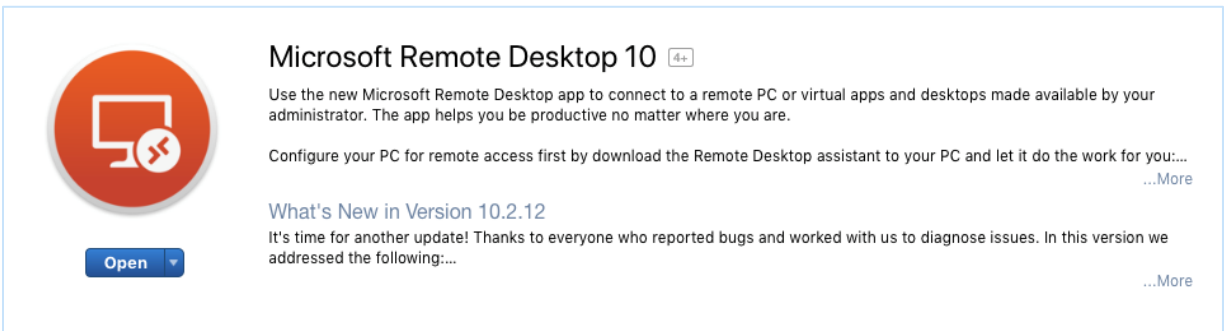 Microsoft Remote Desktop 10 4+
Use the new Microsoft Remote Desktop app to connect to a remote PC or virtual apps and desktops made available by your
administrator. The app helps you be productive no matter where you are.
Configure your PC for remote access first by download the Remote Desktop assistant to your PC and let it do the work for you:...
...More
What's New in Version 10.2.12
It's time for another update! Thanks to everyone who reported bugs and worked with us to diagnose issues. In this version we
addressed the following:...
...More
Open